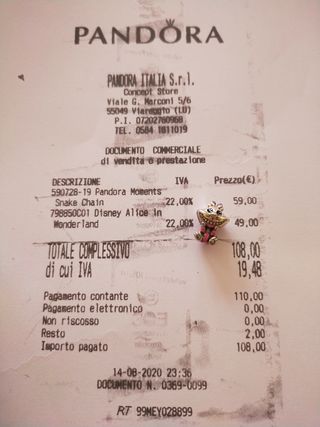 PANDORA
PANDORA ITALIA S.r.l.
Concept Store
Viale G. Marconi 5/6
55049 Viareggio (LU)
P.I. 07202760968
TEL. 0584 1811019
DOCUMENTO COMMERCIALE
di vendita o prestazione
DESCRIZIONE IVA Prezzo(€)
590728-19 Pandora Moments
Snake Chain 22,00% 59,00
798850C01 Disney Alice in
Wonderland 22,00% 49,00
TOTALE COMPLESSIVO 108,00
di cui IVA 19,48
Pagamento contante 110,00
Pagamento elettronico 0,00
Non riscosso 0,00
Resto 2,00
Importo pagato 108,00
14-08-2020 23:36
DOCUMENTO N. 0369-0099
RT 99MEY028899